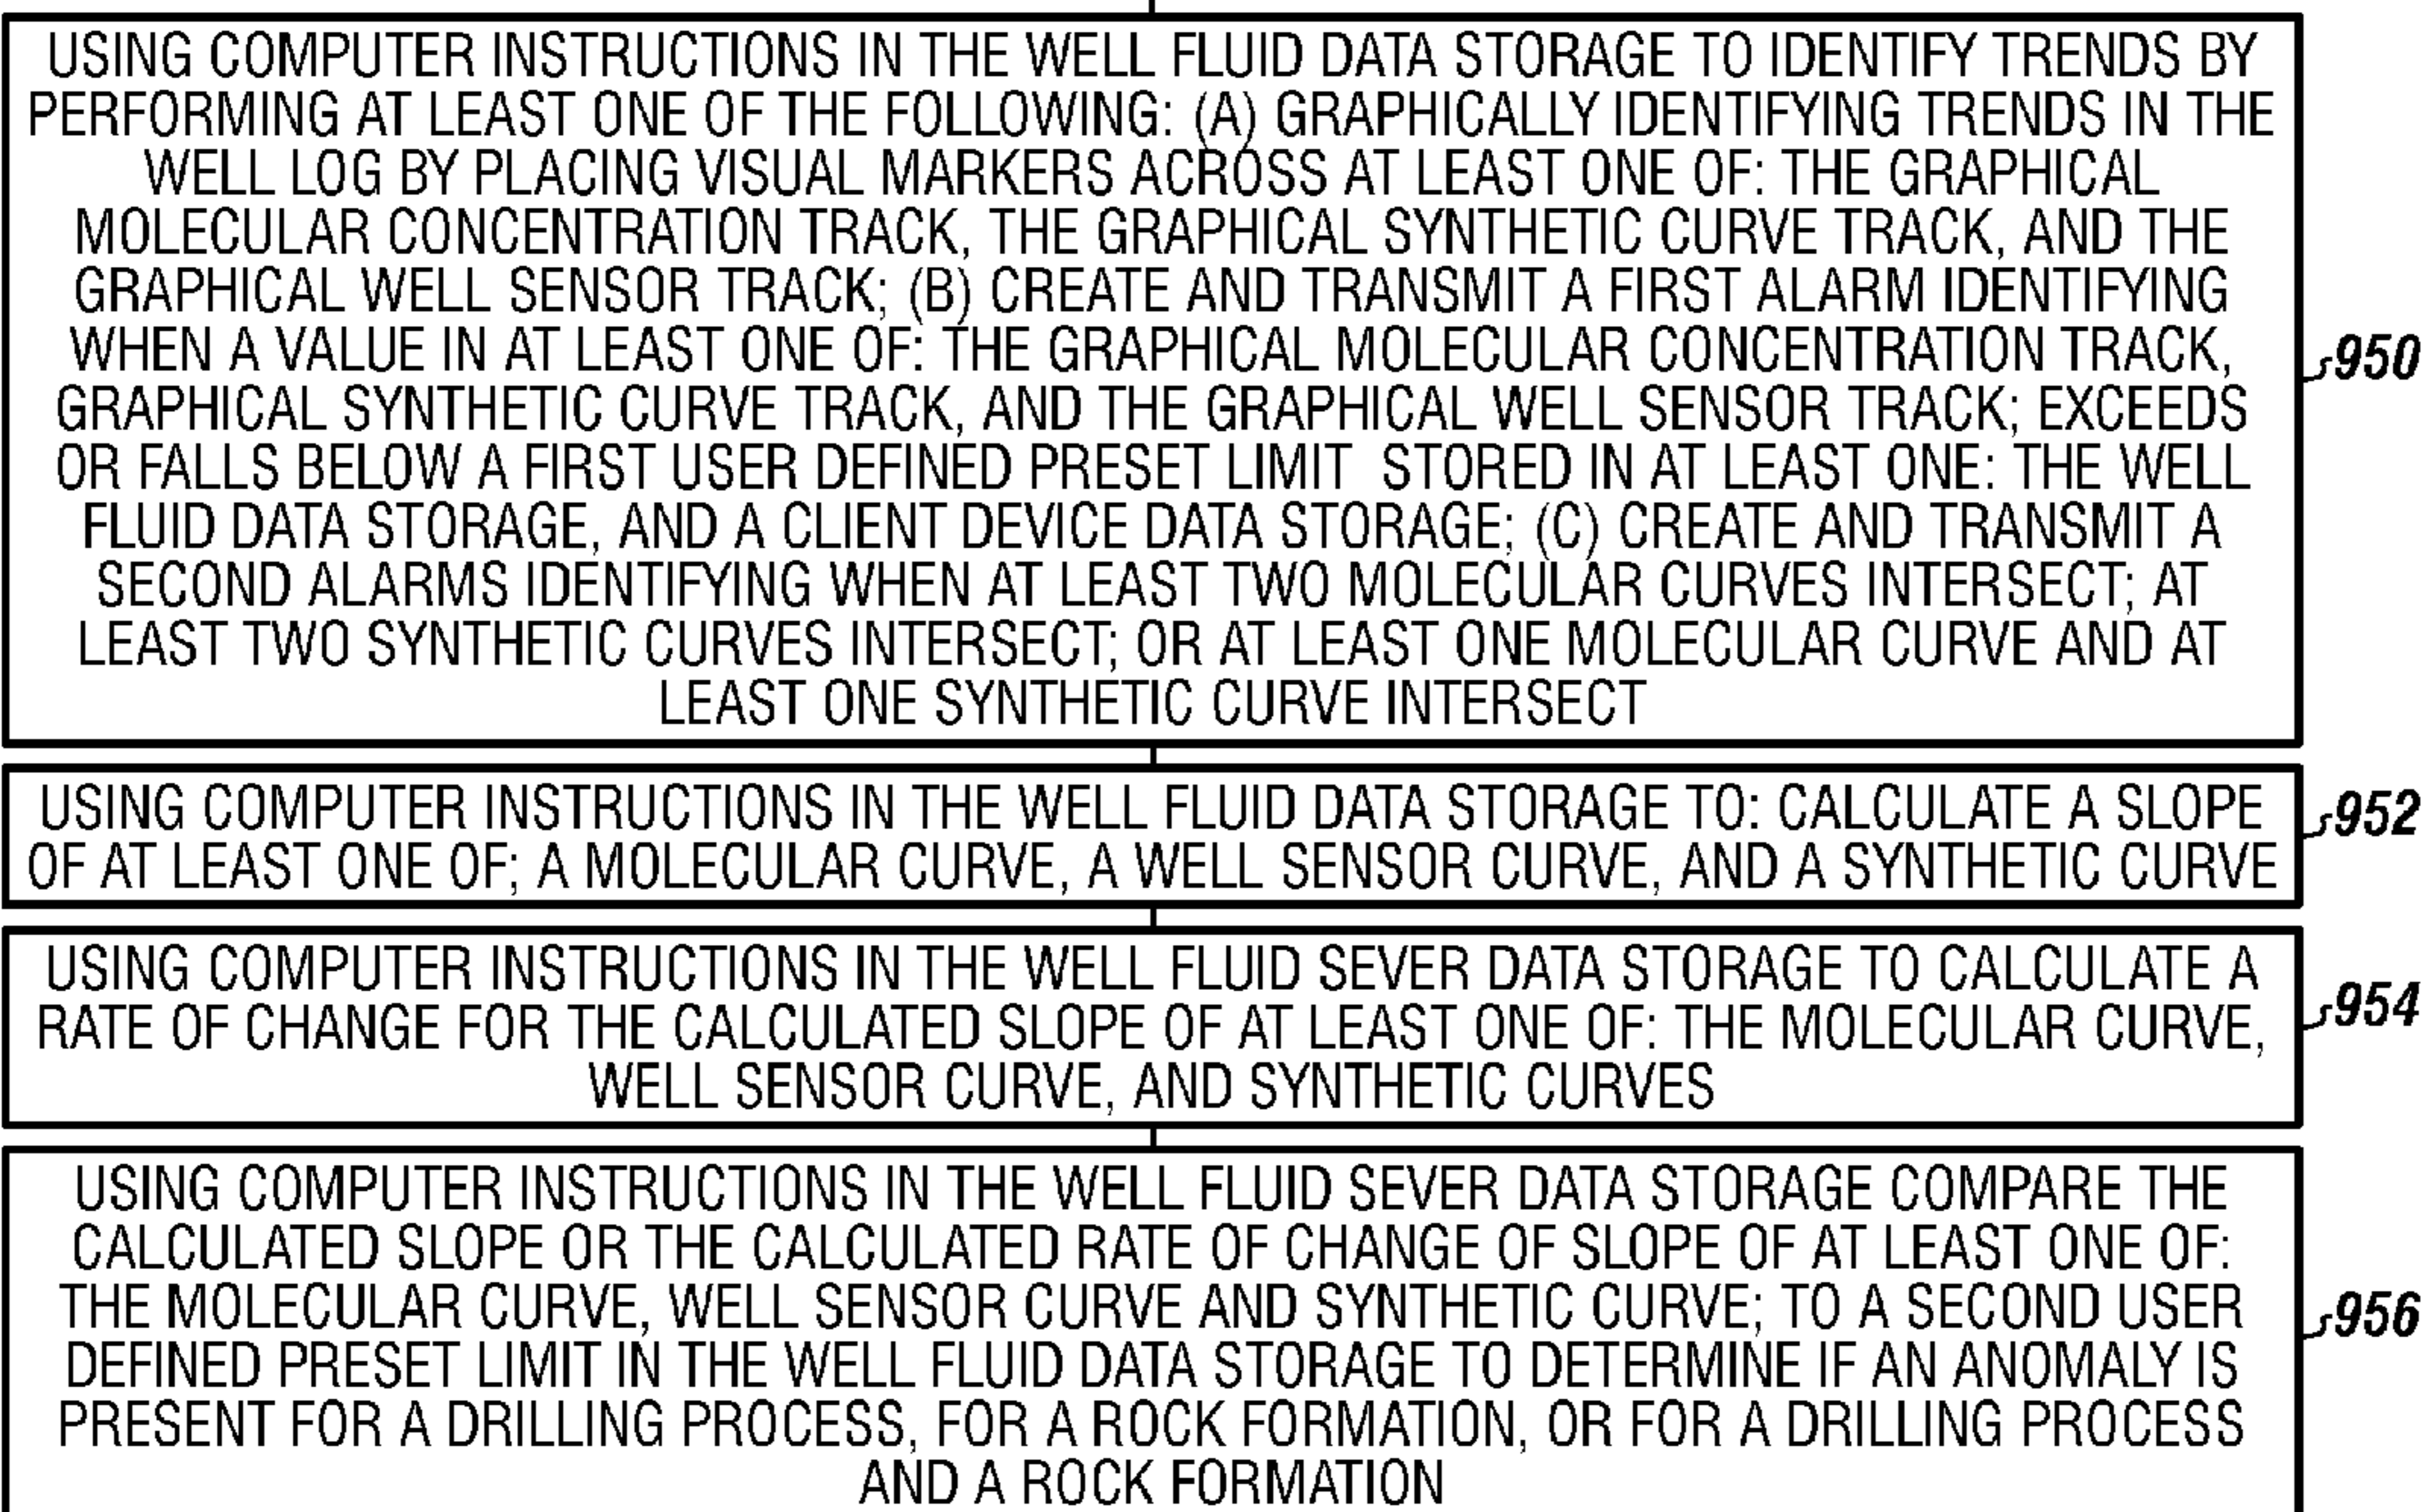 USING COMPUTER INSTRUCTIONS IN THE WELL FLUID DATA STORAGE TO IDENTIFY TRENDS BY
PERFORMING AT LEAST ONE OF THE FOLLOWING: (A) GRAPHICALLY IDENTIFYING TRENDS IN THE
WELL LOG BY PLACING VISUAL MARKERS ACROSS AT LEAST ONE OF: THE GRAPHICAL
MOLECULAR CONCENTRATION TRACK, THE GRAPHICAL SYNTHETIC CURVE TRACK, AND THE
GRAPHICAL WELL SENSOR TRACK; (B) CREATE AND TRANSMIT A FIRST ALARM IDENTIFYING
WHEN A VALUE IN AT LEAST ONE OF: THE GRAPHICAL MOLECULAR CONCENTRATION TRACK,
GRAPHICAL SYNTHETIC CURVE TRACK, AND THE GRAPHICAL WELL SENSOR TRACK; EXCEEDS
OR FALLS BELOW A FIRST USER DEFINED PRESET LIMIT STORED IN AT LEAST ONE: THE WELL
FLUID DATA STORAGE, AND A CLIENT DEVICE DATA STORAGE; (C) CREATE AND TRANSMIT A
SECOND ALARMS IDENTIFYING WHEN AT LEAST TWO MOLECULAR CURVES INTERSECT; AT
LEAST TWO SYNTHETIC CURVES INTERSECT; OR AT LEAST ONE MOLECULAR CURVE AND AT
LEAST ONE SYNTHETIC CURVE INTERSECT
950
USING COMPUTER INSTRUCTIONS IN THE WELL FLUID DATA STORAGE TO: CALCULATE A SLOPE
OF AT LEAST ONE OF; A MOLECULAR CURVE, A WELL SENSOR CURVE, AND A SYNTHETIC CURVE
952
USING COMPUTER INSTRUCTIONS IN THE WELL FLUID SEVER DATA STORAGE TO CALCULATE A
RATE OF CHANGE FOR THE CALCULATED SLOPE OF AT LEAST ONE OF: THE MOLECULAR CURVE,
WELL SENSOR CURVE, AND SYNTHETIC CURVES
954
USING COMPUTER INSTRUCTIONS IN THE WELL FLUID SEVER DATA STORAGE COMPARE THE
CALCULATED SLOPE OR THE CALCULATED RATE OF CHANGE OF SLOPE OF AT LEAST ONE OF:
THE MOLECULAR CURVE, WELL SENSOR CURVE AND SYNTHETIC CURVE; TO A SECOND USER
DEFINED PRESET LIMIT IN THE WELL FLUID DATA STORAGE TO DETERMINE IF AN ANOMALY IS
PRESENT FOR A DRILLING PROCESS, FOR A ROCK FORMATION, OR FOR A DRILLING PROCESS
AND A ROCK FORMATION
956